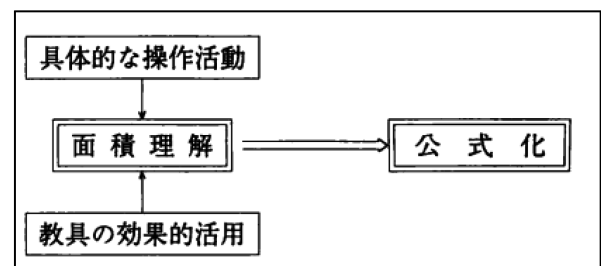 具体的な操作活動
面積理解
公式化
教具の効果的活用